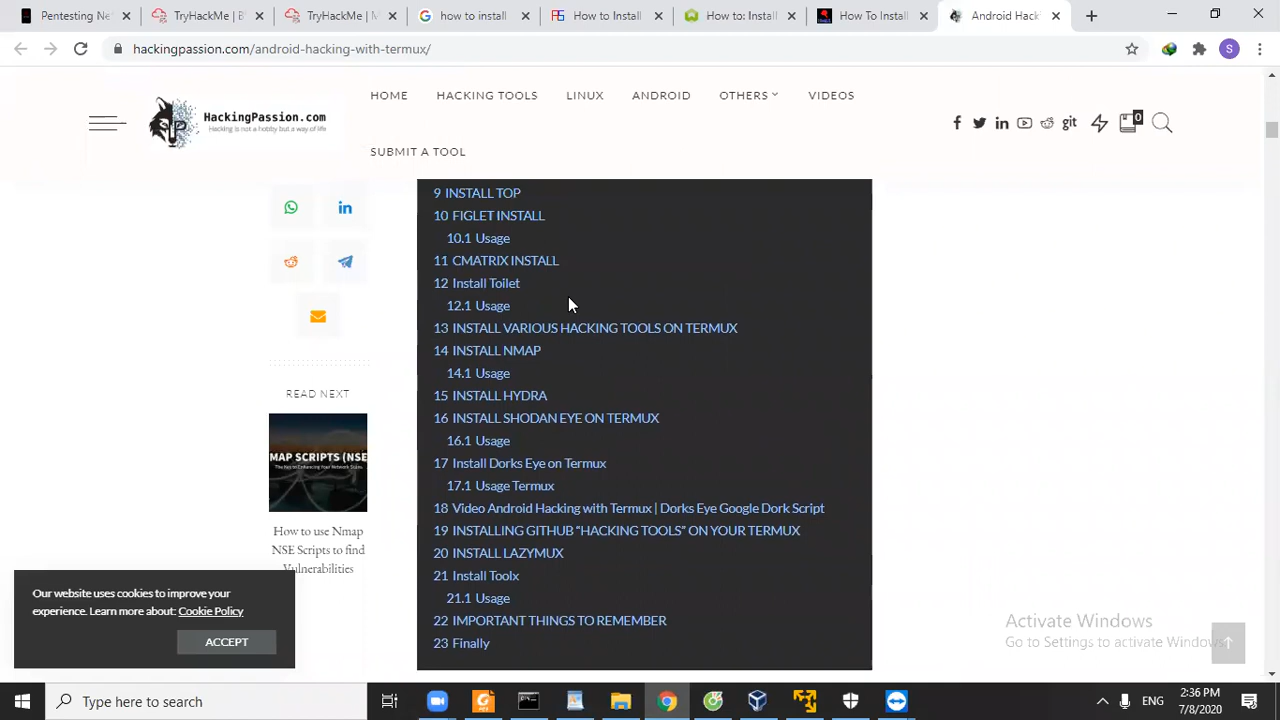 Pentesting Net
TryHackMe | B
TryHackMe | M
how to install
How to Install
How to: Install
How To Install
Android Hack
hackingpassion.com/android-hacking-with-termux/
S
HackingPassion.com
Hacking is not a hobby but a way of life
HOME
HACKING TOOLS
LINUX
ANDROID
OTHERS
VIDEOS
SUBMIT A TOOL
git
0
9 INSTALL TOP
10 FIGLET INSTALL
10.1 Usage
11 CMATRIX INSTALL
12 Install Toilet
12.1 Usage
13 INSTALL VARIOUS HACKING TOOLS ON TERMUX
14 INSTALL NMAP
14.1 Usage
15 INSTALL HYDRA
16 INSTALL SHODAN EYE ON TERMUX
16.1 Usage
17 Install Dorks Eye on Termux
17.1 Usage Termux
18 Video Android Hacking with Termux | Dorks Eye Google Dork Script
19 INSTALLING GITHUB “HACKING TOOLS” ON YOUR TERMUX
20 INSTALL LAZYMUX
21 Install Toolx
21.1 Usage
22 IMPORTANT THINGS TO REMEMBER
23 Finally
READ NEXT
MAP SCRIPTS (NSE
How to use Nmap
NSE Scripts to find
Vulnerabilities
Our website uses cookies to improve your
experience. Learn more about: Cookie Policy
ACCEPT
Activate Windows
Go to Settings to activate Windows.
Type here to search
ENG
2:36 PM
7/8/2020